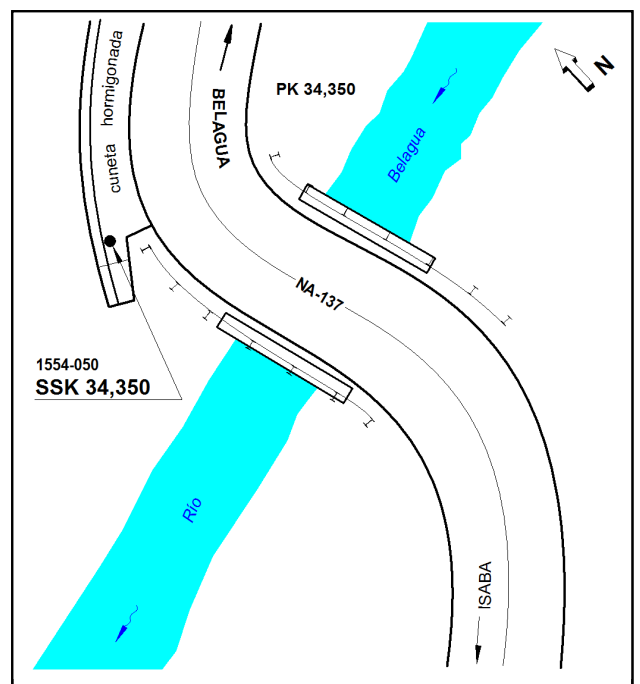 cuneta hormigonada
BELAGUA
PK 34,350
N
Belagua
NA-137
1554-050
SSK 34,350
Río
ISABA